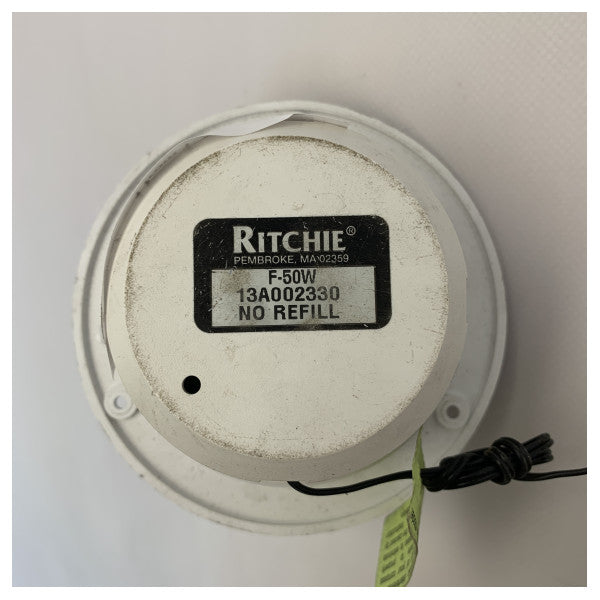 RITCHIE®
PEMBROKE, MA 02359
F-50W
13A002330
NO REFILL